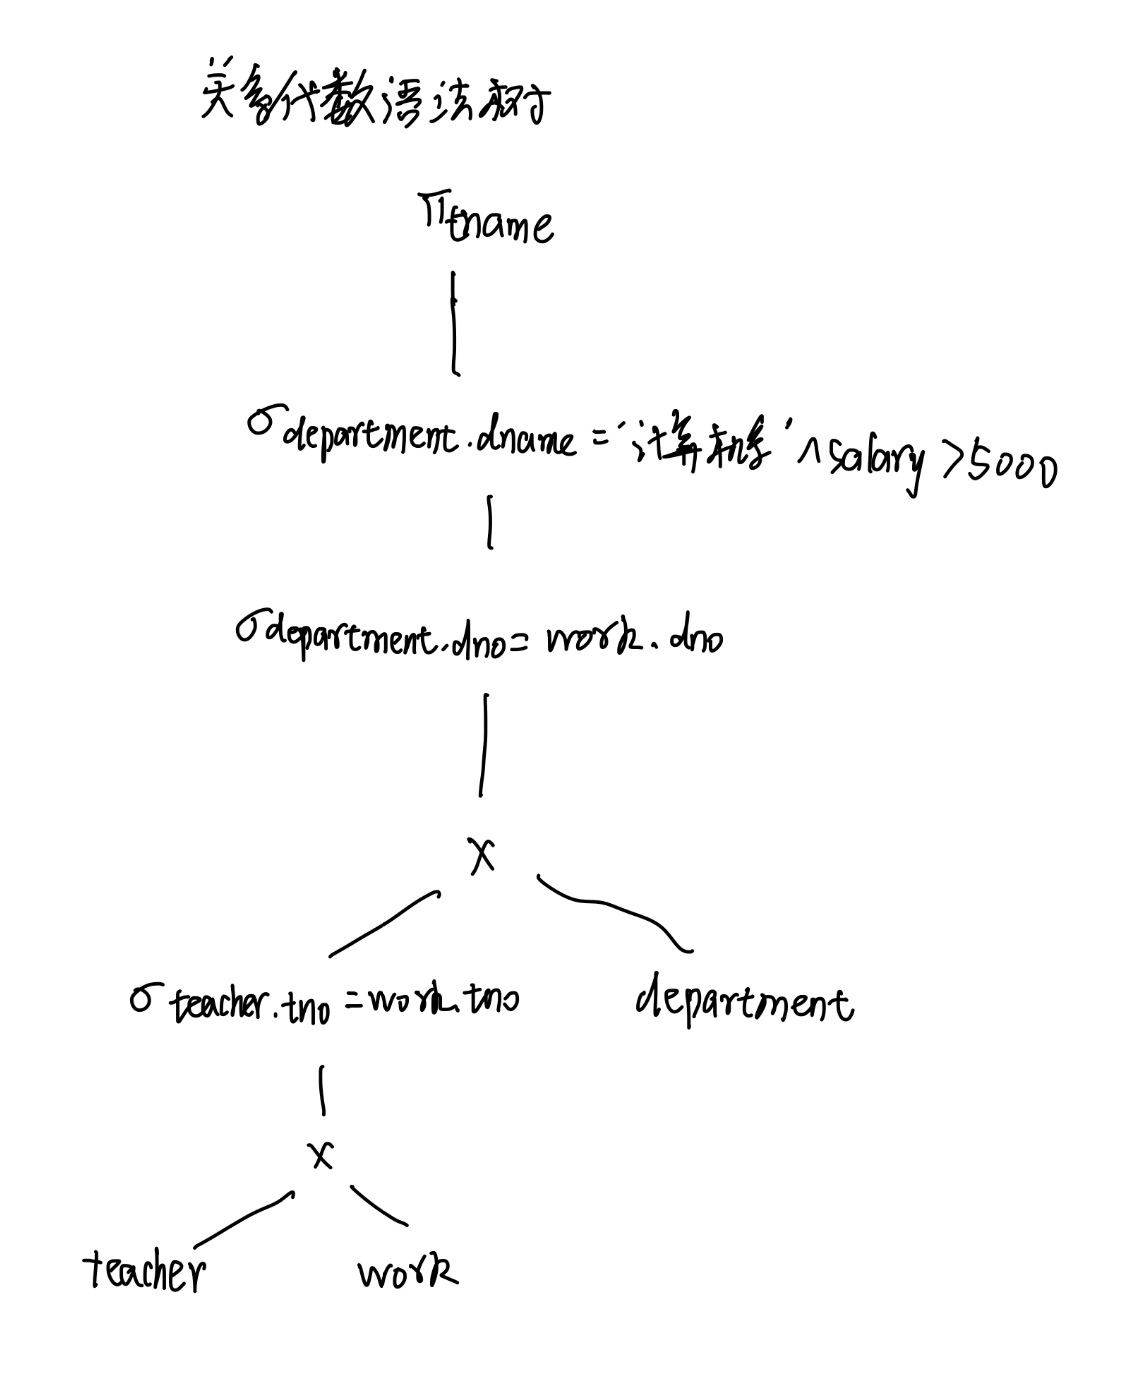 关系代数语法树
πtname
σdepartment.dname='计算机系'∧salary>5000
σdepartment.dno=work.dno
×
σteacher.tno=work.tno department
×
teacher work